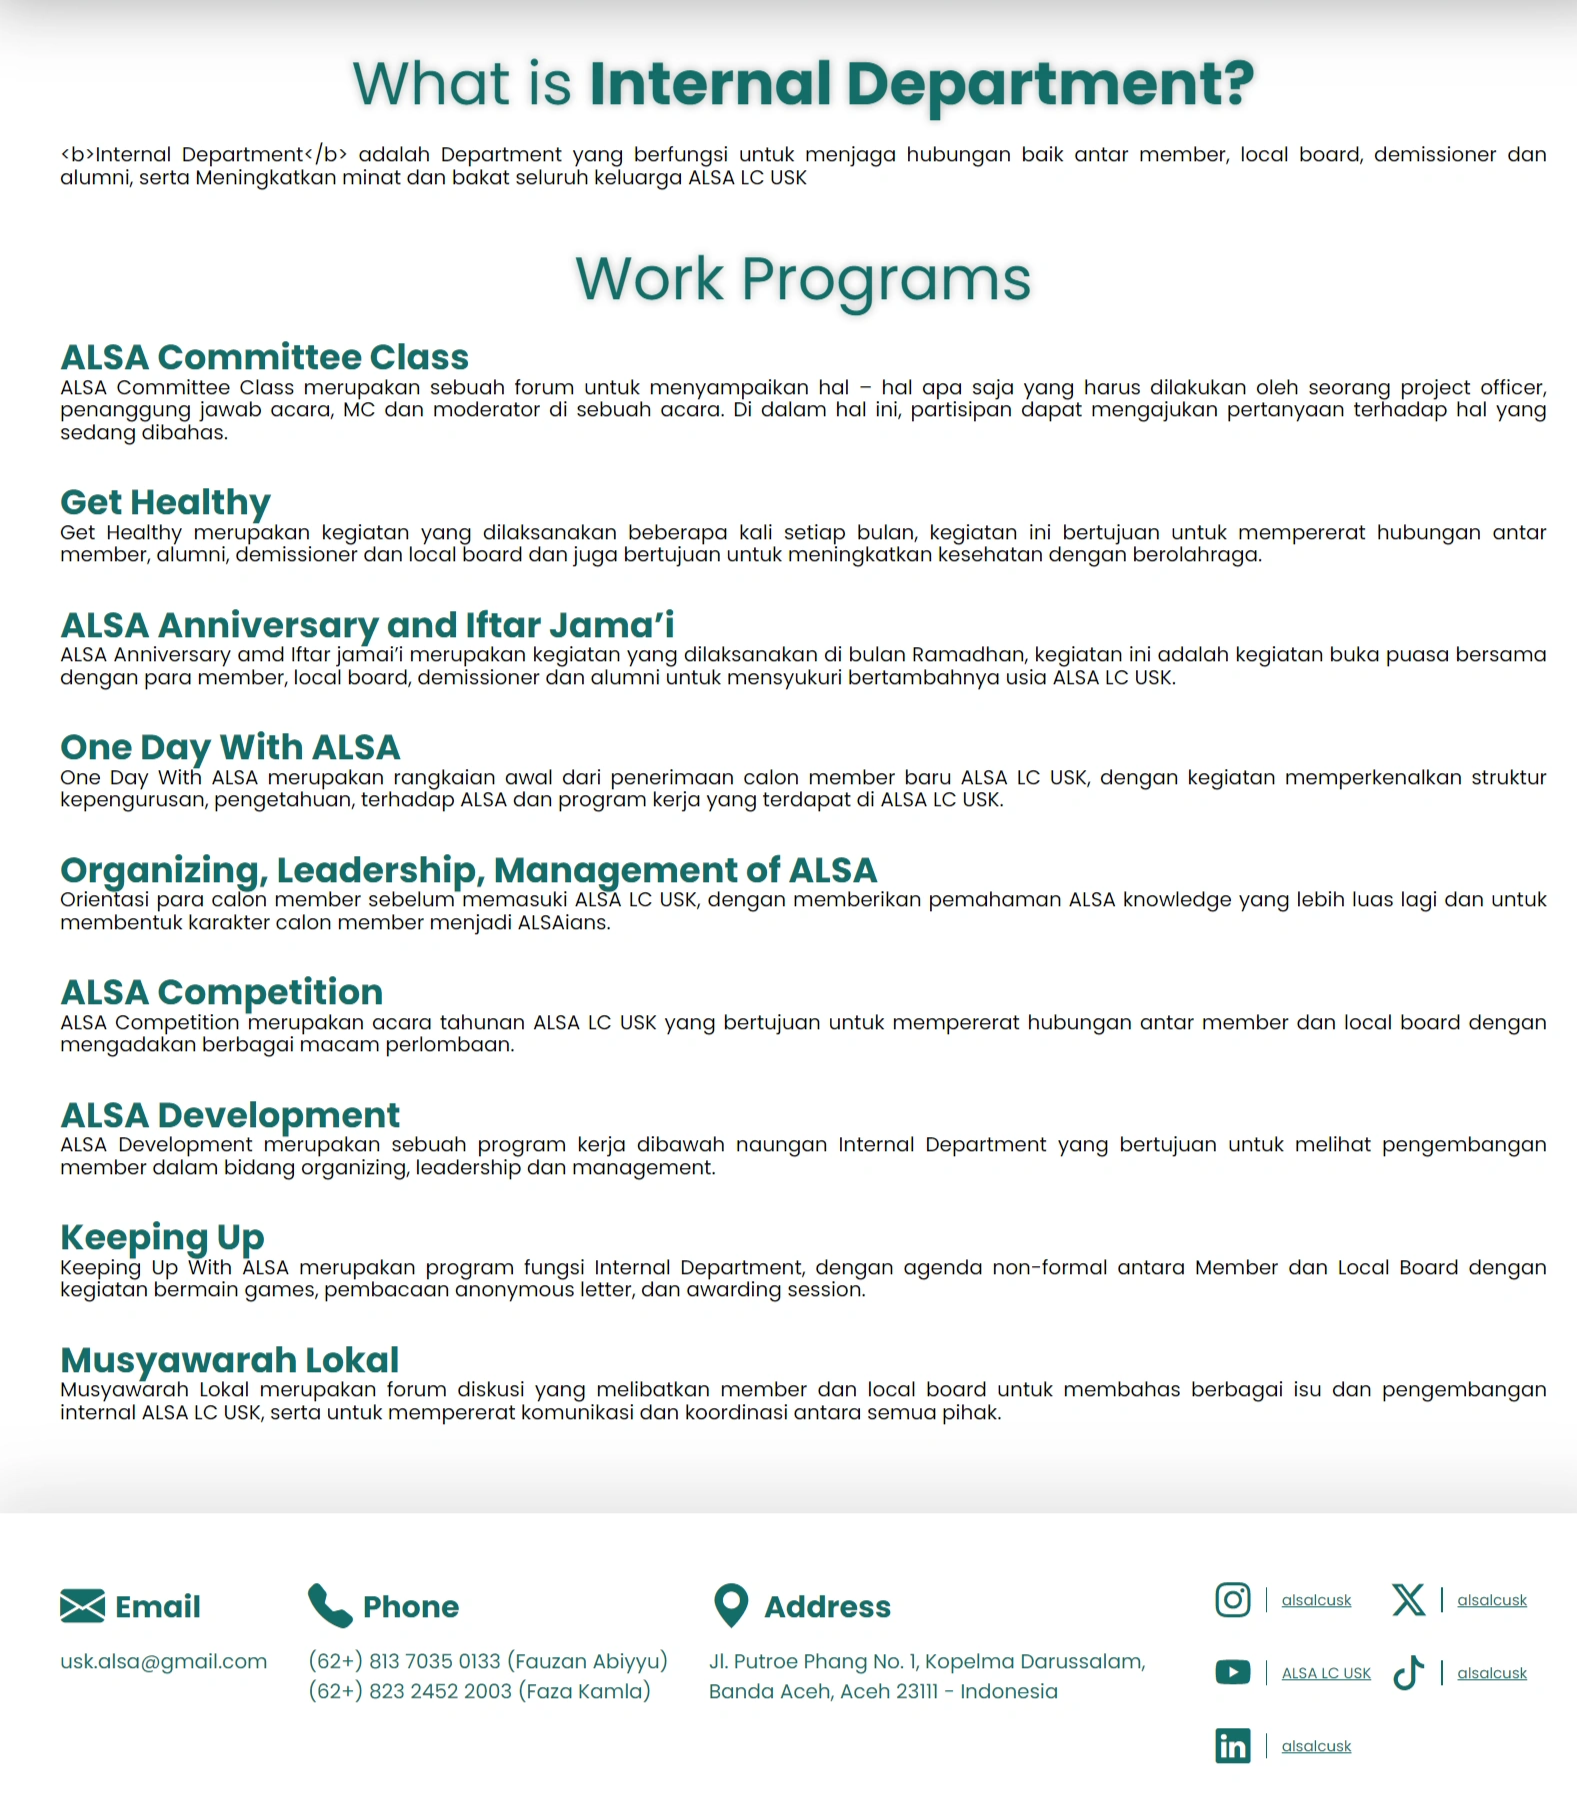 What is Internal Department?
<b>Internal Department</b> adalah Department yang berfungsi untuk menjaga hubungan baik antar member, local board, demissioner dan
alumni, serta Meningkatkan minat dan bakat seluruh keluarga ALSA LC USK
Work Programs
ALSA Committee Class
ALSA Committee Class merupakan sebuah forum untuk menyampaikan hal – hal apa saja yang harus dilakukan oleh seorang project officer,
penanggung jawab acara, MC dan moderator di sebuah acara. Di dalam hal ini, partisipan dapat mengajukan pertanyaan terhadap hal yang
sedang dibahas.
Get Healthy
Get Healthy merupakan kegiatan yang dilaksanakan beberapa kali setiap bulan, kegiatan ini bertujuan untuk mempererat hubungan antar
member, alumni, demissioner dan local board dan juga bertujuan untuk meningkatkan kesehatan dengan berolahraga.
ALSA Anniversary and Iftar Jama’i
ALSA Anniversary amd Iftar jamai’i merupakan kegiatan yang dilaksanakan di bulan Ramadhan, kegiatan ini adalah kegiatan buka puasa bersama
dengan para member, local board, demissioner dan alumni untuk mensyukuri bertambahnya usia ALSA LC USK.
One Day With ALSA
One Day With ALSA merupakan rangkaian awal dari penerimaan calon member baru ALSA LC USK, dengan kegiatan memperkenalkan struktur
kepengurusan, pengetahuan, terhadap ALSA dan program kerja yang terdapat di ALSA LC USK.
Organizing, Leadership, Management of ALSA
Orientasi para calon member sebelum memasuki ALSA LC USK, dengan memberikan pemahaman ALSA knowledge yang lebih luas lagi dan untuk
membentuk karakter calon member menjadi ALSAians.
ALSA Competition
ALSA Competition merupakan acara tahunan ALSA LC USK yang bertujuan untuk mempererat hubungan antar member dan local board dengan
mengadakan berbagai macam perlombaan.
ALSA Development
ALSA Development merupakan sebuah program kerja dibawah naungan Internal Department yang bertujuan untuk melihat pengembangan
member dalam bidang organizing, leadership dan management.
Keeping Up
Keeping Up With ALSA merupakan program fungsi Internal Department, dengan agenda non-formal antara Member dan Local Board dengan
kegiatan bermain games, pembacaan anonymous letter, dan awarding session.
Musyawarah Lokal
Musyawarah Lokal merupakan forum diskusi yang melibatkan member dan local board untuk membahas berbagai isu dan pengembangan
internal ALSA LC USK, serta untuk mempererat komunikasi dan koordinasi antara semua pihak.
Email
usk.alsa@gmail.com
Phone
(62+) 813 7035 0133 (Fauzan Abiyyu)
(62+) 823 2452 2003 (Faza Kamla)
Address
Jl. Putroe Phang No. 1, Kopelma Darussalam,
Banda Aceh, Aceh 23111 - Indonesia
alsalcusk
alsalcusk
ALSA LC USK
alsalcusk
alsalcusk